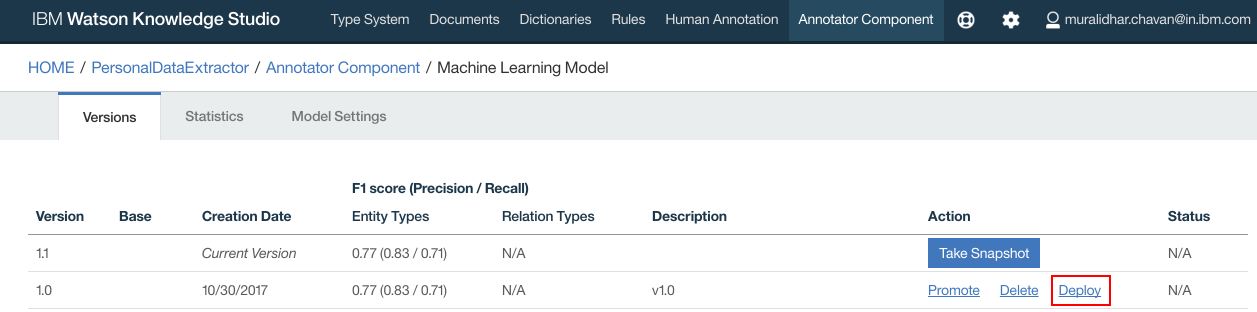 IBM Watson Knowledge Studio Type System Documents Dictionaries Rules Human Annotation Annotator Component muralidhar.chavan@in.ibm.com
HOME / PersonalDataExtractor / Annotator Component / Machine Learning Model
Versions Statistics Model Settings
F1 score (Precision / Recall)
Version Base Creation Date Entity Types Relation Types Description Action Status
1.1 Current Version 0.77 (0.83 / 0.71) N/A Take Snapshot N/A
1.0 10/30/2017 0.77 (0.83 / 0.71) N/A v1.0 Promote Delete Deploy N/A